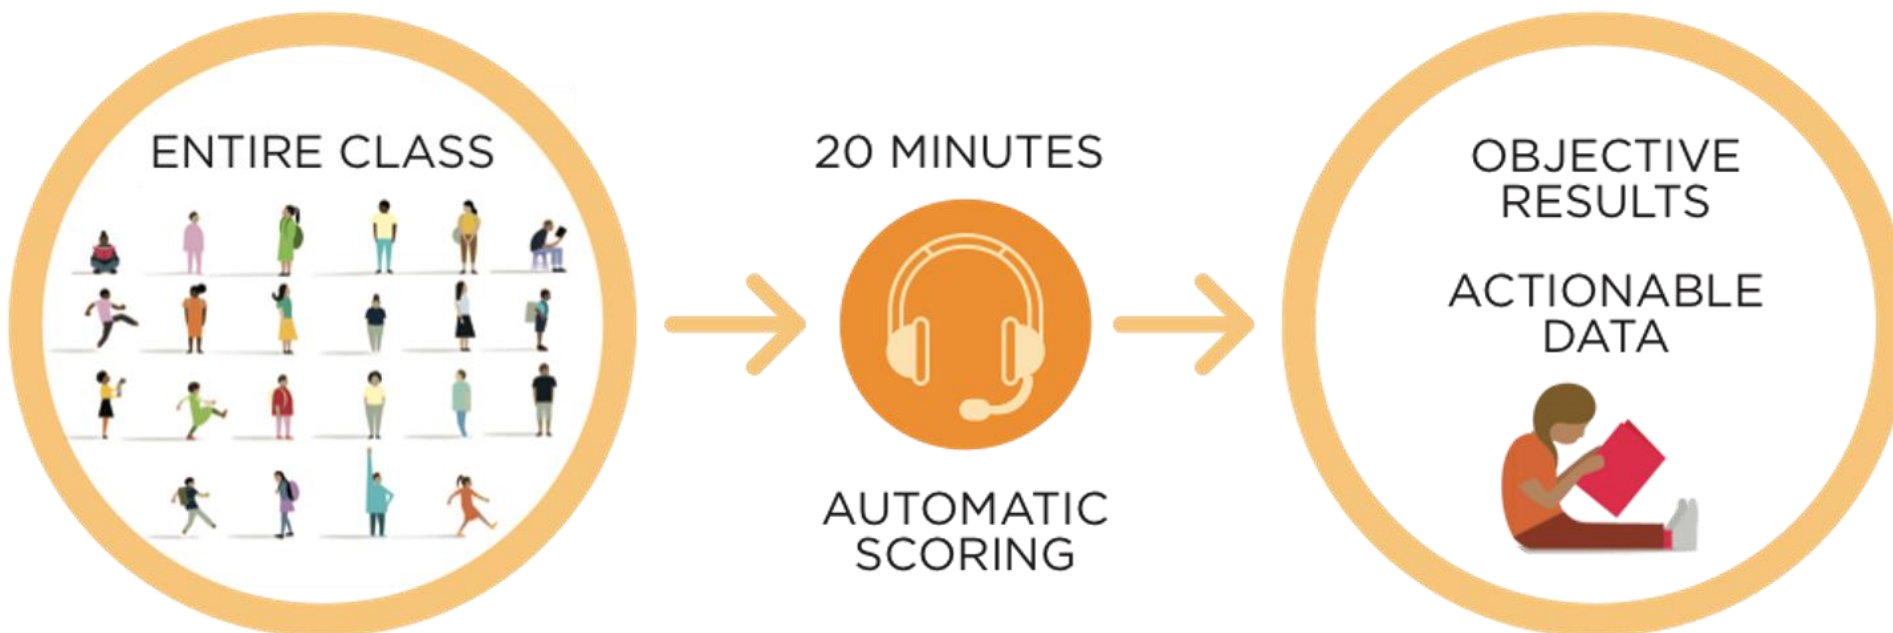 ENTIRE CLASS
20 MINUTES
AUTOMATIC
SCORING
OBJECTIVE
RESULTS
ACTIONABLE
DATA